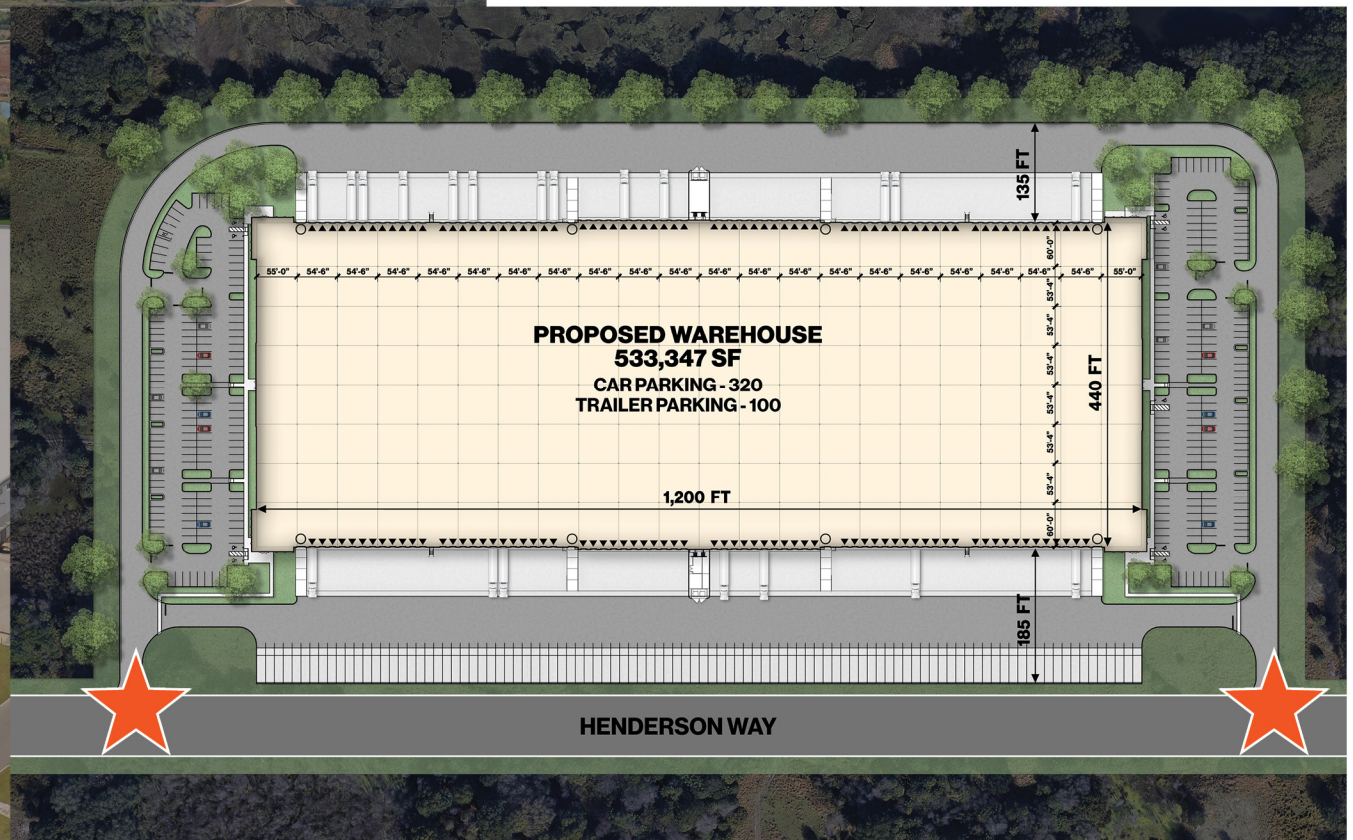 135 FT
60'-0"
55'-0" 54'-6" 54'-6" 54'-6" 54'-6" 54'-6" 54'-6" 54'-6" 54'-6" 54'-6" 54'-6" 54'-6" 54'-6" 54'-6" 54'-6" 54'-6" 54'-6" 54'-6" 54'-6" 54'-6" 54'-6" 55'-0"
53'-4"
53'-4"
53'-4"
53'-4"
53'-4"
53'-4"
60'-0"
PROPOSED WAREHOUSE
533,347 SF
CAR PARKING - 320
TRAILER PARKING - 100
440 FT
1,200 FT
185 FT
HENDERSON WAY